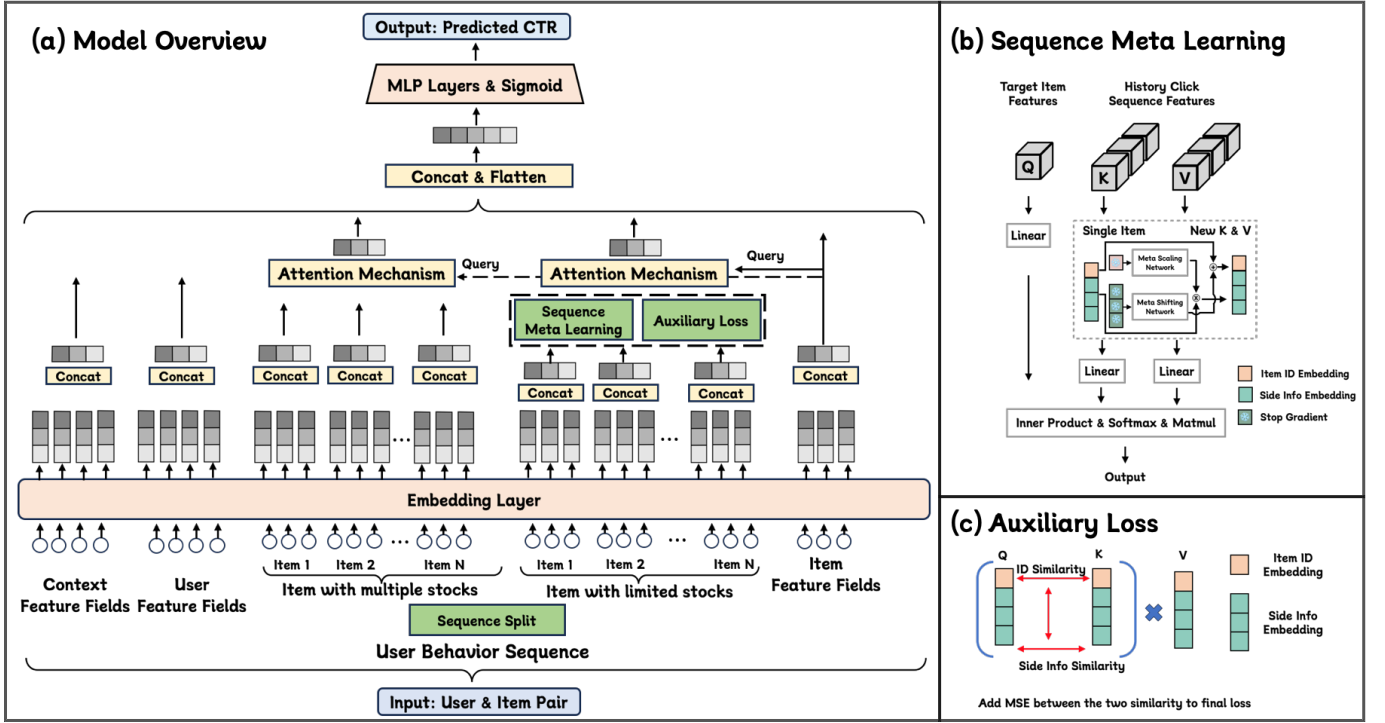 (a) Model Overview
Output: Predicted CTR
MLP Layers & Sigmoid
Concat & Flatten
Attention Mechanism
Query
Attention Mechanism
Query
Sequence
Meta Learning
Auxiliary Loss
Concat
Concat
Concat
Concat
Concat
Concat
Concat
Concat
Concat
...
...
Embedding Layer
...
...
Item 1
Item 2
Item N
Item 1
Item 2
Item N
Context
Feature Fields
User
Feature Fields
Item with multiple stocks
Item with limited stocks
Item
Feature Fields
Sequence Split
User Behavior Sequence
Input: User & Item Pair
(b) Sequence Meta Learning
Target Item
Features
History Click
Sequence Features
Q
K
V
Linear
Single Item
New K & V
Meta Scaling
Network
Meta Shifting
Network
Linear
Linear
Item ID Embedding
Side Info Embedding
Stop Gradient
Inner Product & Softmax & Matmul
Output
(c) Auxiliary Loss
Q
K
V
ID Similarity
Side Info Similarity
Item ID
Embedding
Side Info
Embedding
Add MSE between the two similarity to final loss